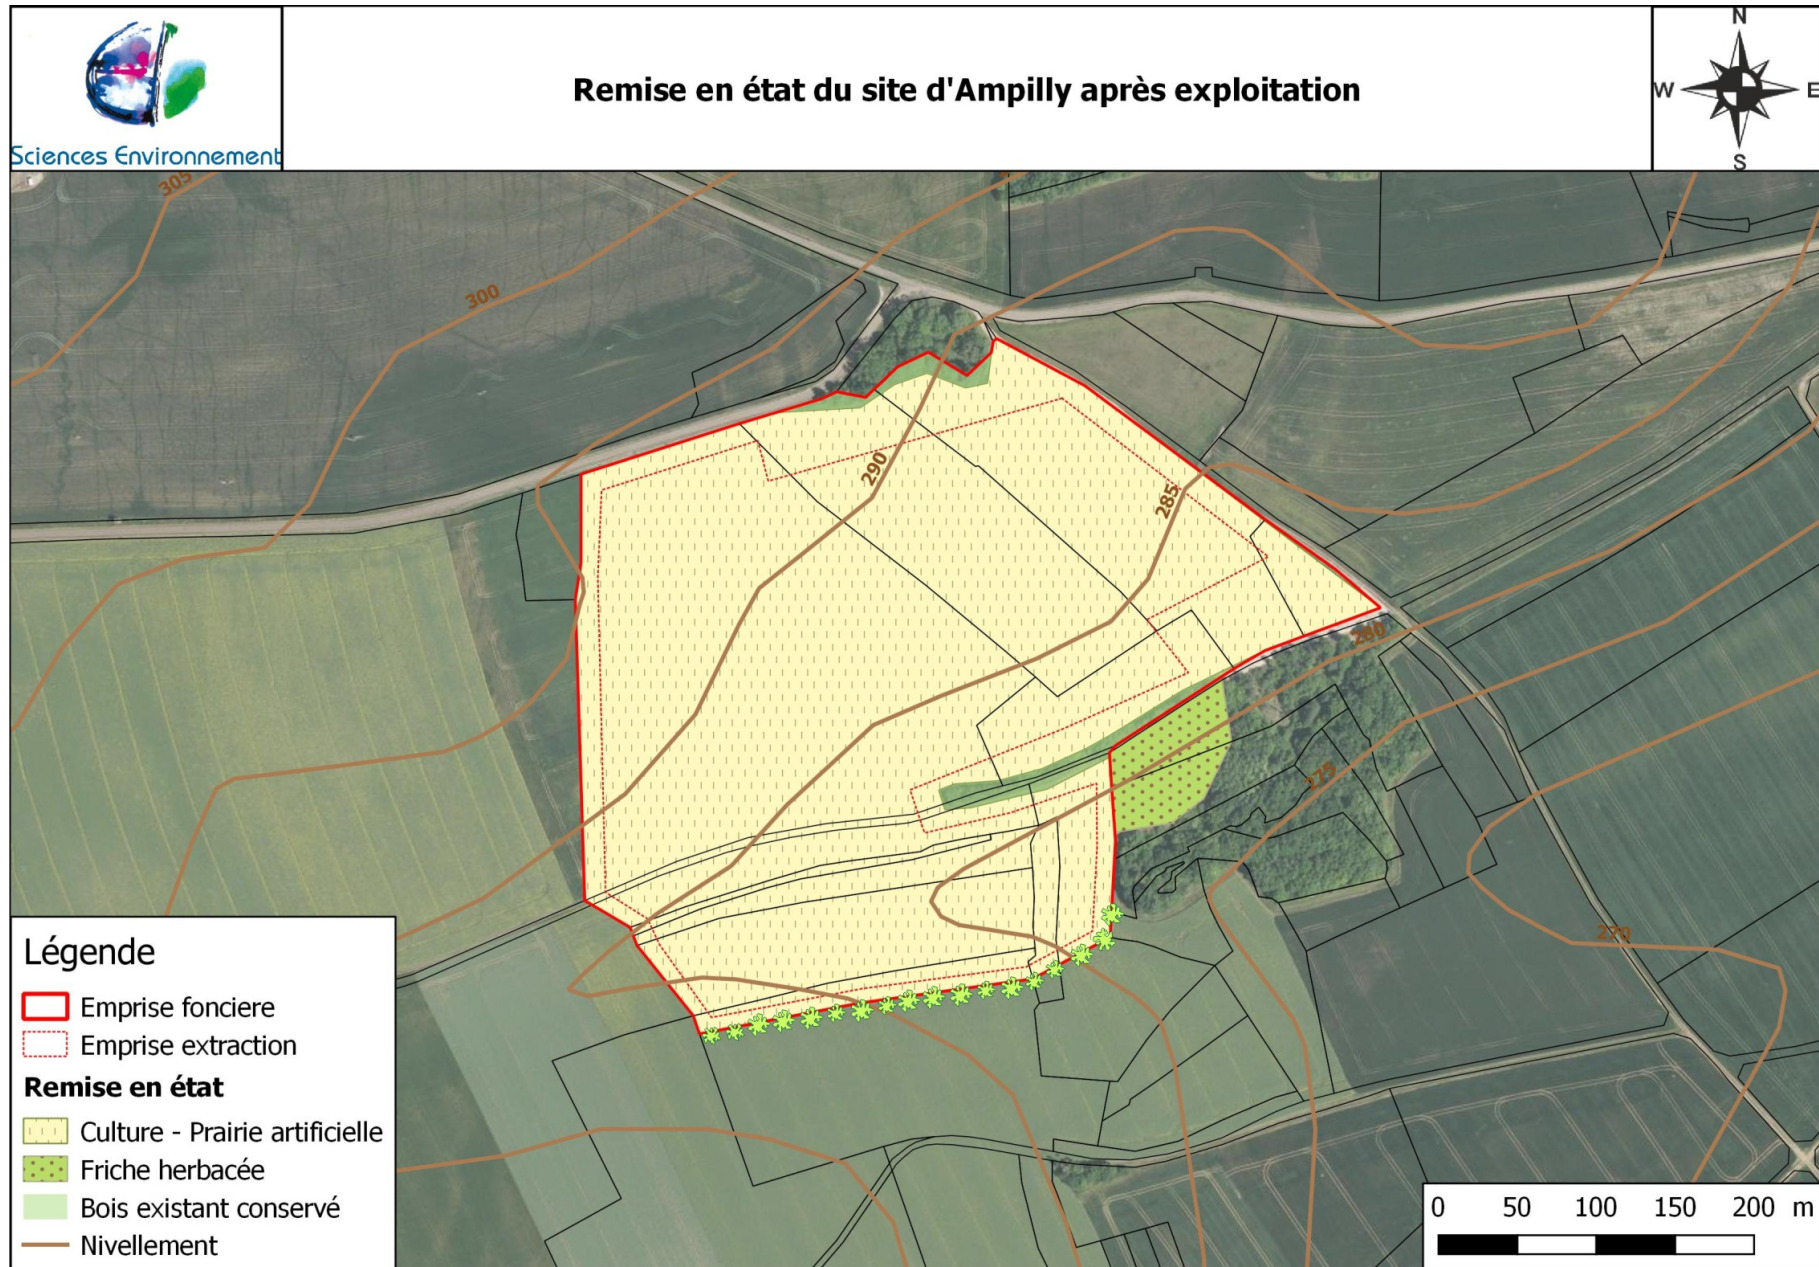 Sciences Environnement
Remise en état du site d'Ampilly après exploitation
N
W
E
S
305
300
290
285
280
275
270
Légende
Emprise fonciere
Emprise extraction
Remise en état
Culture - Prairie artificielle
Friche herbacée
Bois existant conservé
Nivellement
0 50 100 150 200 m